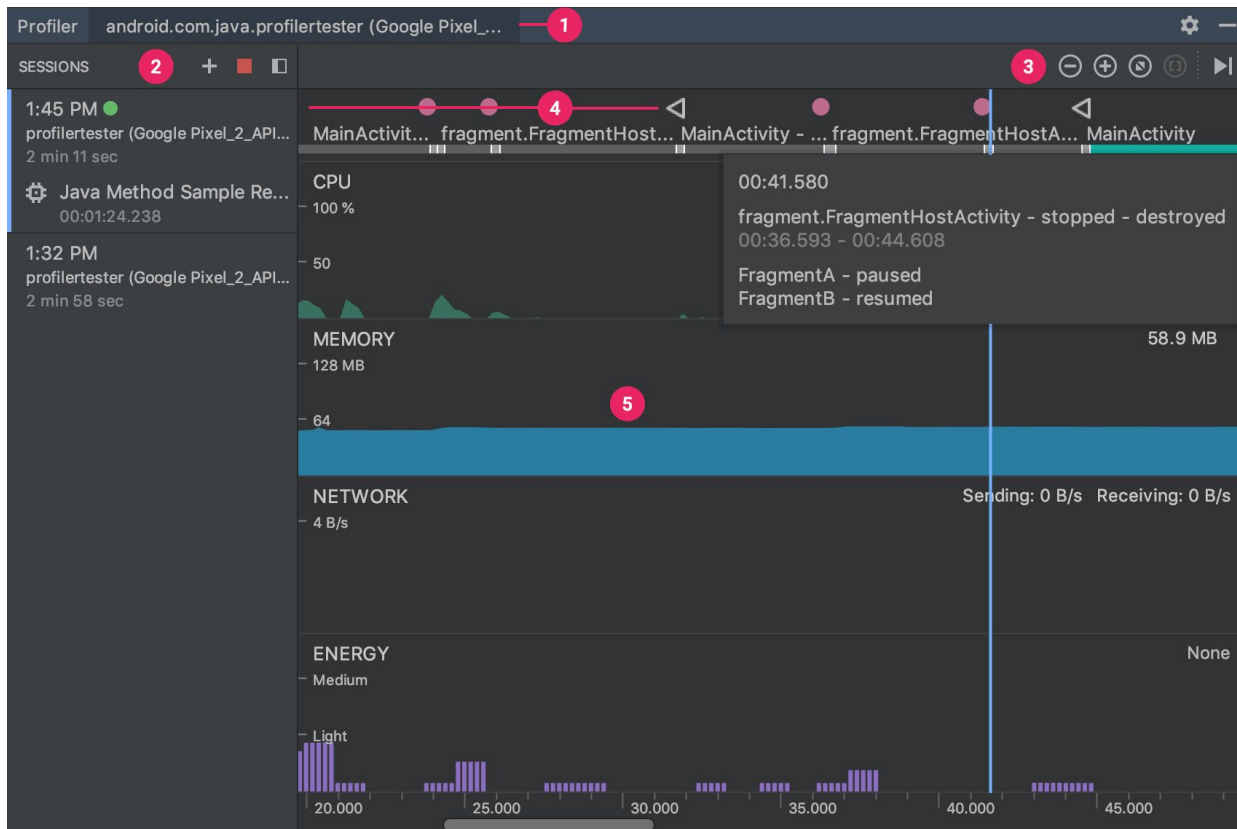 Profiler android.com.java.profilertester (Google Pixel_... 1
SESSIONS 2 3
1:45 PM
profilertester (Google Pixel_2_API...
2 min 11 sec
Java Method Sample Re...
00:01:24.238
1:32 PM
profilertester (Google Pixel_2_API...
2 min 58 sec
4
MainActivit... fragment.FragmentHost... MainActivity - ... fragment.FragmentHostA... MainActivity
CPU
100 %
50
00:41.580
fragment.FragmentHostActivity - stopped - destroyed
00:36.593 - 00:44.608
FragmentA - paused
FragmentB - resumed
MEMORY 58.9 MB
128 MB
5
64
NETWORK Sending: 0 B/s Receiving: 0 B/s
4 B/s
ENERGY None
Medium
Light
20.000 25.000 30.000 35.000 40.000 45.000